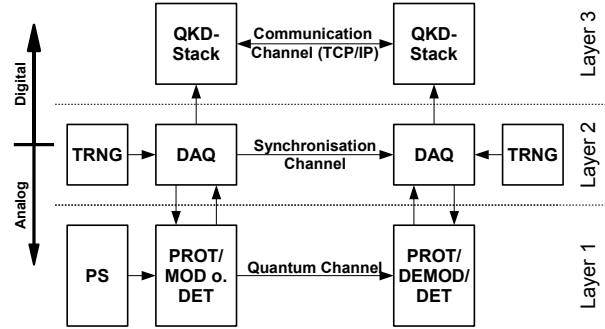 QKD-
Stack
Communication
Channel (TCP/IP)
QKD-
Stack
Layer 3
Digital
TRNG
DAQ
Synchronisation
Channel
DAQ
TRNG
Layer 2
Analog
PS
PROT/
MOD o.
DET
Quantum Channel
PROT/
DEMOD/
DET
Layer 1